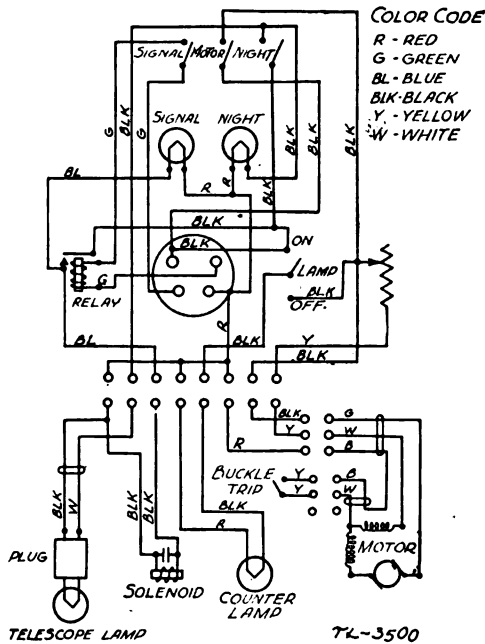 COLOR CODE
R - RED
G - GREEN
BL - BLUE
BLK - BLACK
Y - YELLOW
W - WHITE
SIGNAL
MOTOR
NIGHT
G
BLK
G
BLK
BLK
SIGNAL
NIGHT
BLK
BL
R
R
BLK
BLK
BLK
ON
LAMP
BLK
OFF
G
RELAY
R
BL
BLK
Y
BLK
BLK
Y
R
G
W
B
BUCKLE
TRIP
Y
Y
B
W
BLK
W
BLK
BLK
BLK
R
MOTOR
PLUG
SOLENOID
COUNTER
LAMP
TELESCOPE LAMP
TL-3500